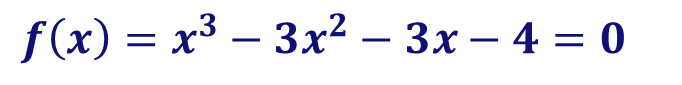 f(x) = x³ − 3x² − 3x − 4 = 0